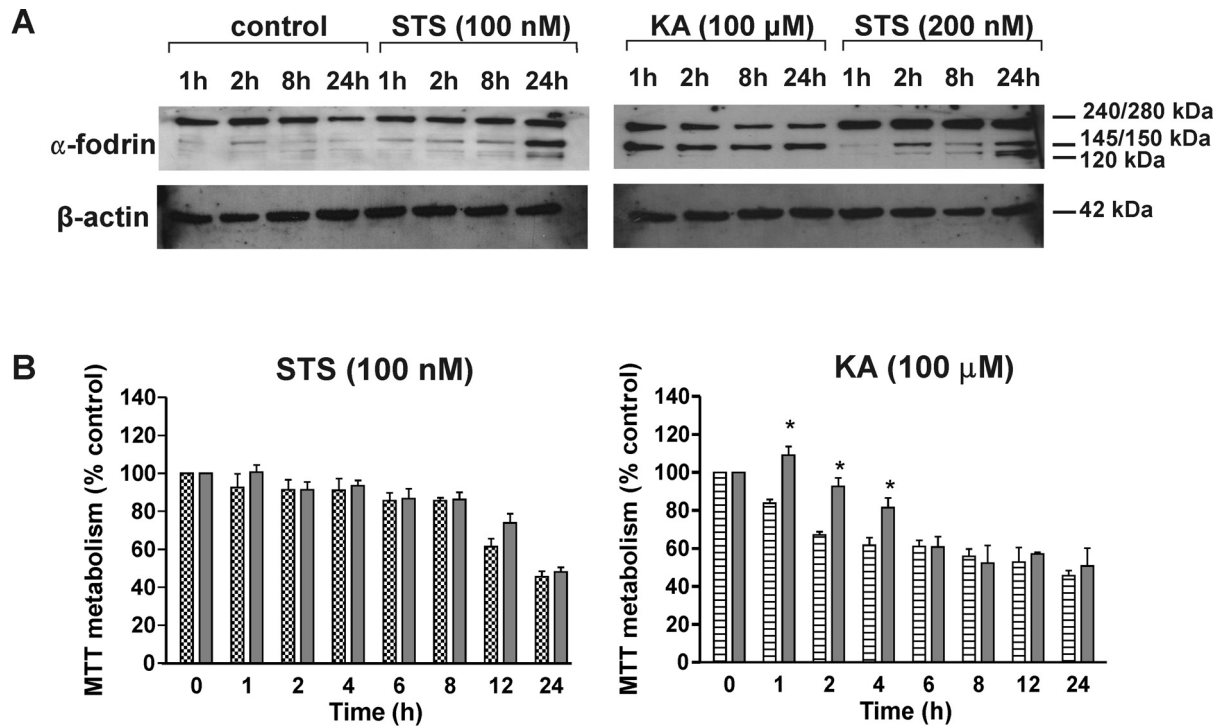 A
control STS (100 nM) KA (100 µM) STS (200 nM)
1h 2h 8h 24h 1h 2h 8h 24h 1h 2h 8h 24h 1h 2h 8h 24h
α-fodrin
240/280 kDa
145/150 kDa
120 kDa
β-actin
42 kDa
B
STS (100 nM)
MTT metabolism (% control)
140
120
100
80
60
40
20
0
0 1 2 4 6 8 12 24
Time (h)
KA (100 μM)
MTT metabolism (% control)
140
120
100
80
60
40
20
0
* * *
0 1 2 4 6 8 12 24
Time (h)